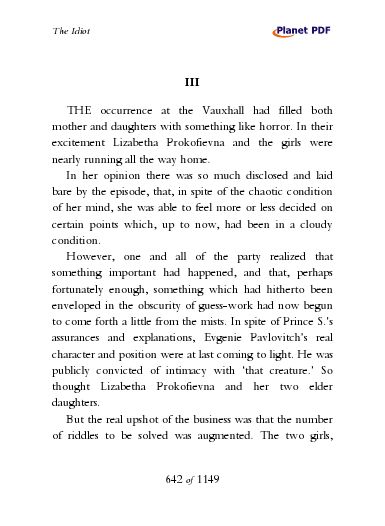 The Idiot
Planet PDF
III
THE occurrence at the Vauxhall had filled both
mother and daughters with something like horror. In their
excitement Lizabetha Prokofievna and the girls were
nearly running all the way home.
In her opinion there was so much disclosed and laid
bare by the episode, that, in spite of the chaotic condition
of her mind, she was able to feel more or less decided on
certain points which, up to now, had been in a cloudy
condition.
However, one and all of the party realized that
something important had happened, and that, perhaps
fortunately enough, something which had hitherto been
enveloped in the obscurity of guess-work had now begun
to come forth a little from the mists. In spite of Prince S.'s
assurances and explanations, Evgenie Pavlovitch's real
character and position were at last coming to light. He was
publicly convicted of intimacy with 'that creature.' So
thought Lizabetha Prokofievna and her two elder
daughters.
But the real upshot of the business was that the number
of riddles to be solved was augmented. The two girls,
642 of 1149